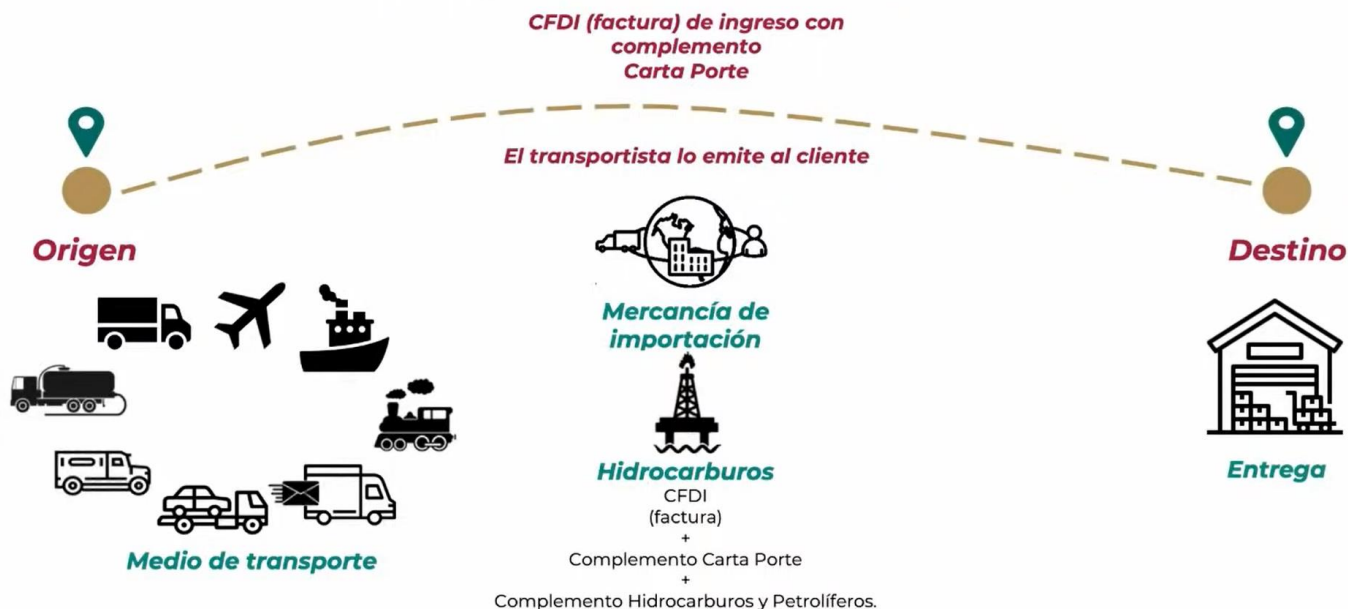 CFDI (factura) de ingreso con
complemento
Carta Porte
El transportista lo emite al cliente
Origen
Destino
Mercancía de
importación
Hidrocarburos
CFDI
(factura)
+
Complemento Carta Porte
+
Complemento Hidrocarburos y Petrolíferos.
Medio de transporte
Entrega